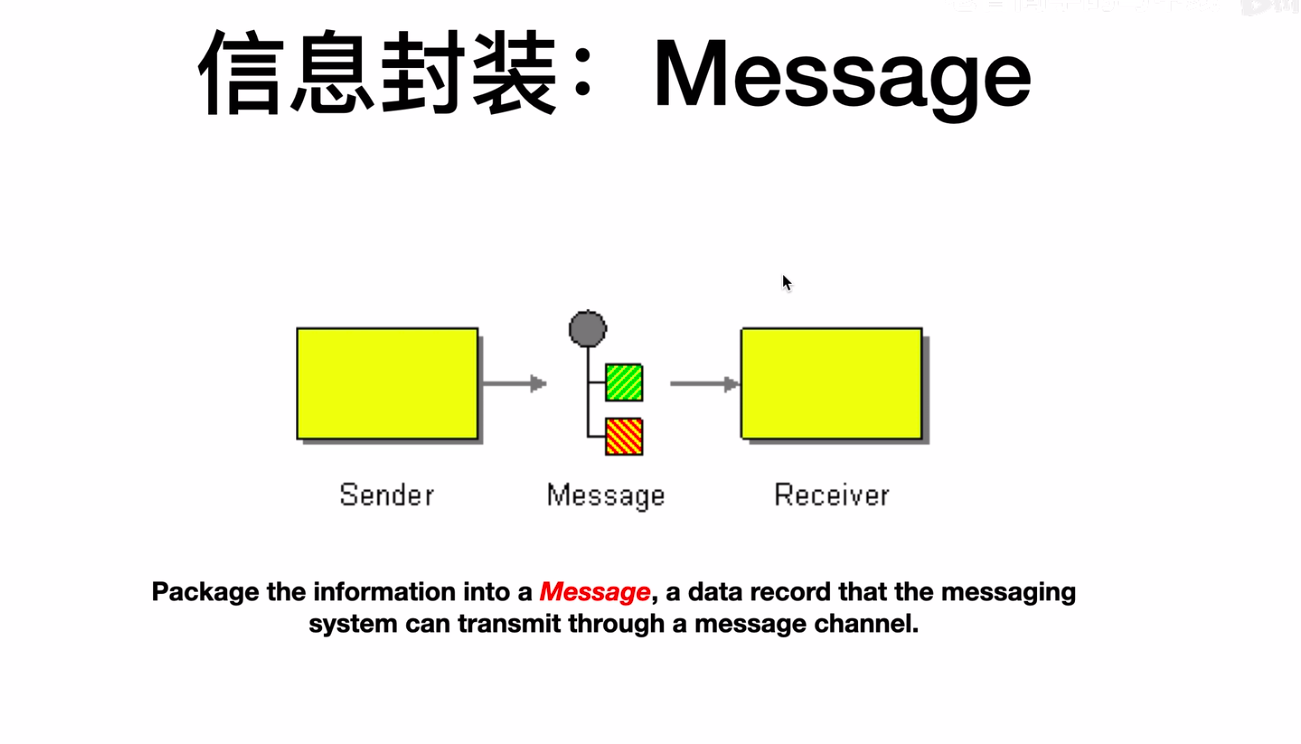 信息封装：Message
Sender
Message
Receiver
Package the information into a Message, a data record that the messaging
system can transmit through a message channel.